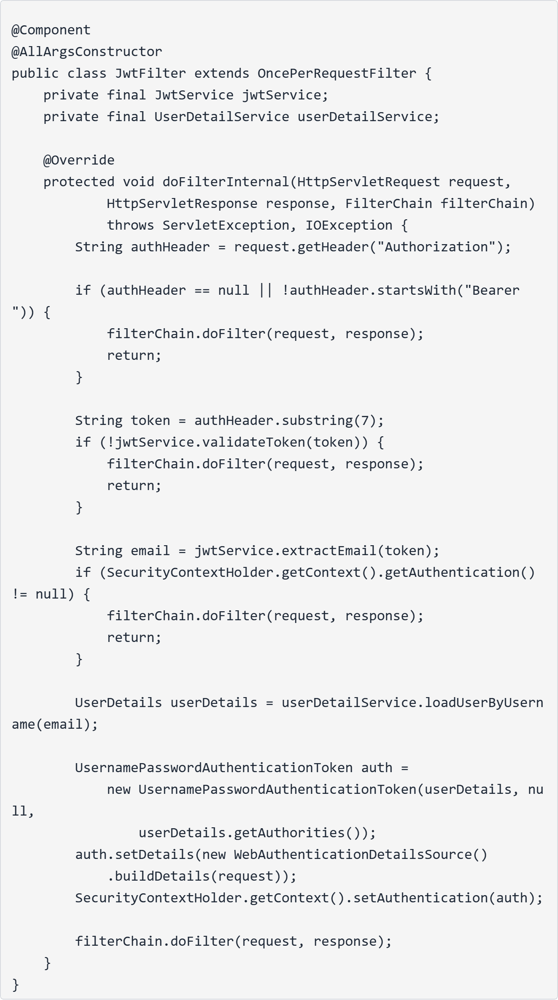 @Component
@AllArgsConstructor
public class JwtFilter extends OncePerRequestFilter {
    private final JwtService jwtService;
    private final UserDetailService userDetailService;

    @Override
    protected void doFilterInternal(HttpServletRequest request,
            HttpServletResponse response, FilterChain filterChain)
            throws ServletException, IOException {
        String authHeader = request.getHeader("Authorization");

        if (authHeader == null || !authHeader.startsWith("Bearer
")) {
            filterChain.doFilter(request, response);
            return;
        }

        String token = authHeader.substring(7);
        if (!jwtService.validateToken(token)) {
            filterChain.doFilter(request, response);
            return;
        }

        String email = jwtService.extractEmail(token);
        if (SecurityContextHolder.getContext().getAuthentication()
!= null) {
            filterChain.doFilter(request, response);
            return;
        }

        UserDetails userDetails = userDetailService.loadUserByUsern
ame(email);

        UsernamePasswordAuthenticationToken auth =
            new UsernamePasswordAuthenticationToken(userDetails, nu
ll,
                userDetails.getAuthorities());
        auth.setDetails(new WebAuthenticationDetailsSource()
            .buildDetails(request));
        SecurityContextHolder.getContext().setAuthentication(auth);

        filterChain.doFilter(request, response);
    }
}